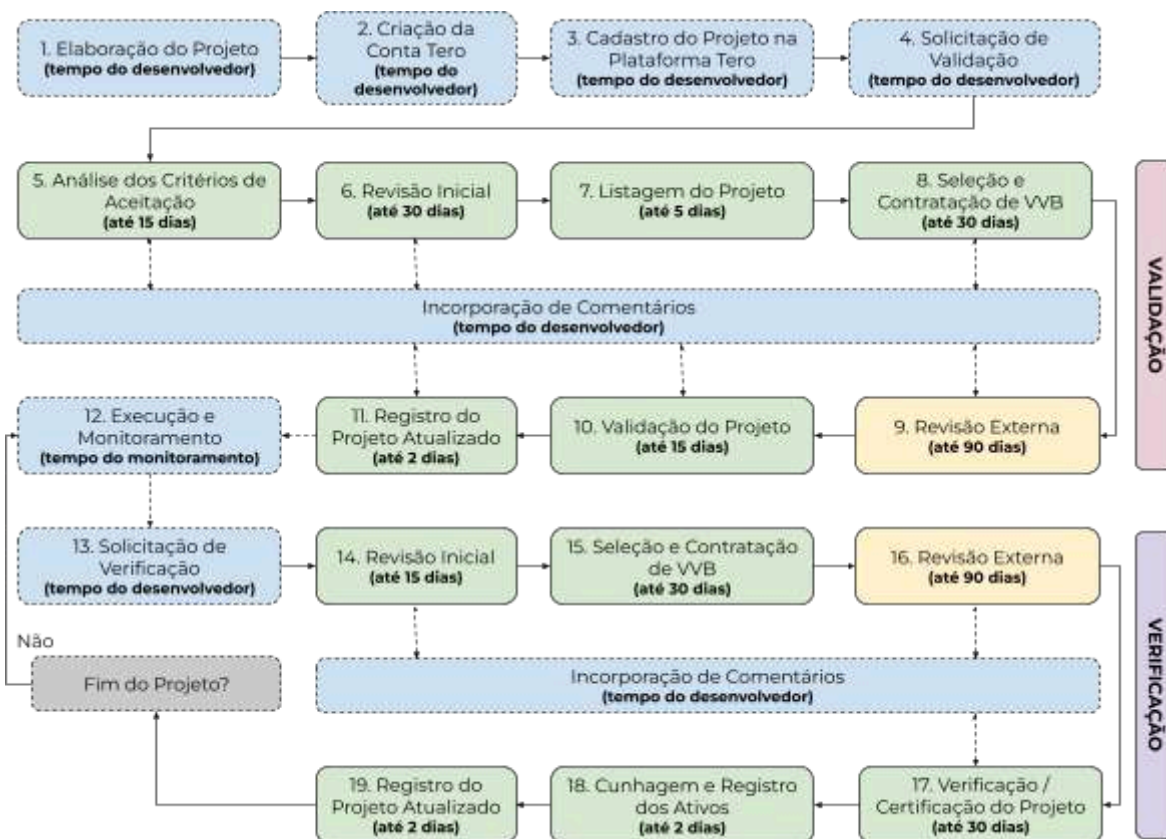 1. Elaboração do Projeto
(tempo do desenvolvedor)
2. Criação da
Conta Tero
(tempo do
desenvolvedor)
3. Cadastro do Projeto na
Plataforma Tero
(tempo do desenvolvedor)
4. Solicitação de
Validação
(tempo do desenvolvedor)
5. Análise dos Critérios de
Aceitação
(até 15 dias)
6. Revisão Inicial
(até 30 dias)
7. Listagem do Projeto
(até 5 dias)
8. Seleção e
Contratação de VVB
(até 30 dias)
VALIDAÇÃO
Incorporação de Comentários
(tempo do desenvolvedor)
12. Execução e
Monitoramento
(tempo do monitoramento)
11. Registro do
Projeto Atualizado
(até 2 dias)
10. Validação do Projeto
(até 15 dias)
9. Revisão Externa
(até 90 dias)
13. Solicitação de
Verificação
(tempo do desenvolvedor)
14. Revisão Inicial
(até 15 dias)
15. Seleção e Contratação
de VVB
(até 30 dias)
16. Revisão Externa
(até 90 dias)
VERIFICAÇÃO
Não
Fim do Projeto?
Incorporação de Comentários
(tempo do desenvolvedor)
19. Registro do
Projeto Atualizado
(até 2 dias)
18. Cunhagem e Registro
dos Ativos
(até 2 dias)
17. Verificação /
Certificação do Projeto
(até 30 dias)